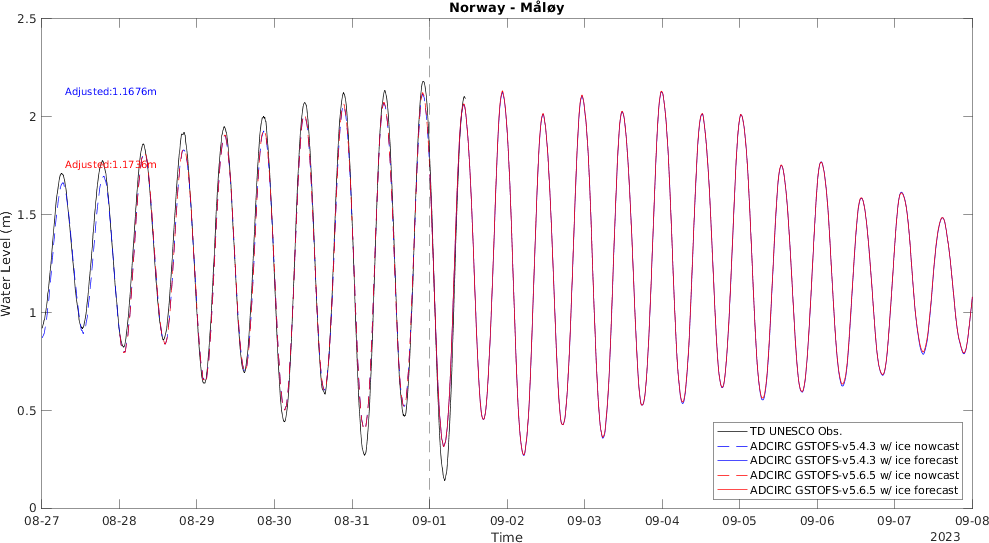 Norway - Måløy
2.5
2
1.5
1
0.5
0
Water Level (m)
Adjusted:1.1676m
Adjusted:1.1736m
TD UNESCO Obs.
ADCIRC GSTOFS-v5.4.3 w/ ice nowcast
ADCIRC GSTOFS-v5.4.3 w/ ice forecast
ADCIRC GSTOFS-v5.6.5 w/ ice nowcast
ADCIRC GSTOFS-v5.6.5 w/ ice forecast
08-27 08-28 08-29 08-30 08-31 09-01 09-02 09-03 09-04 09-05 09-06 09-07 09-08
Time
2023